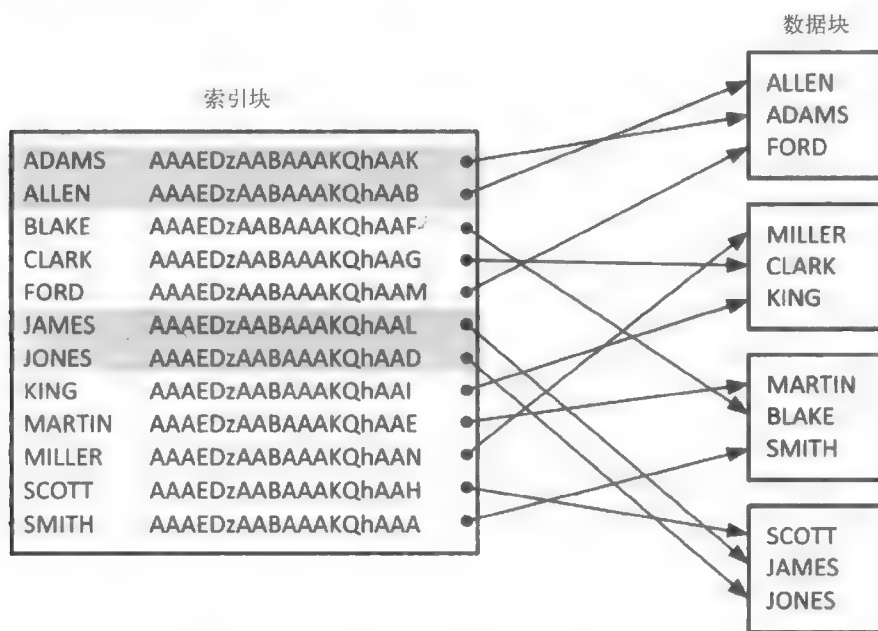 数据块
索引块
ADAMS AAAEDzAABAAAKQhAAK
ALLEN AAAEDzAABAAAKQhAAB
BLAKE AAAEDzAABAAAKQhAAF
CLARK AAAEDzAABAAAKQhAAG
FORD AAAEDzAABAAAKQhAAM
JAMES AAAEDzAABAAAKQhAAL
JONES AAAEDzAABAAAKQhAAD
KING AAAEDzAABAAAKQhAAI
MARTIN AAAEDzAABAAAKQhAAE
MILLER AAAEDzAABAAAKQhAAN
SCOTT AAAEDzAABAAAKQhAAH
SMITH AAAEDzAABAAAKQhAAA
ALLEN
ADAMS
FORD
MILLER
CLARK
KING
MARTIN
BLAKE
SMITH
SCOTT
JAMES
JONES